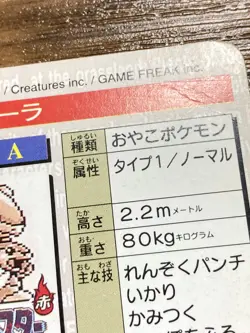 / Creatures inc. / GAME FREAK inc.
ーラ
A
しゅるい
種類
おやこポケモン
ぞくせい
属性
タイプ1/ノーマル
たか
高さ
2.2mメートル
おも
重さ
80kgキログラム
おも わざ
主な技
れんぞくパンチ
いかり
かみつく
ホ
スター